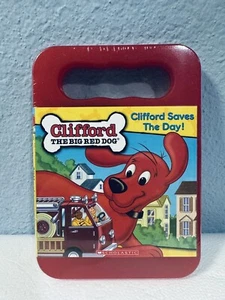 Clifford Saves
The Day!
Clifford
THE BIG RED DOG
SCHOLASTIC